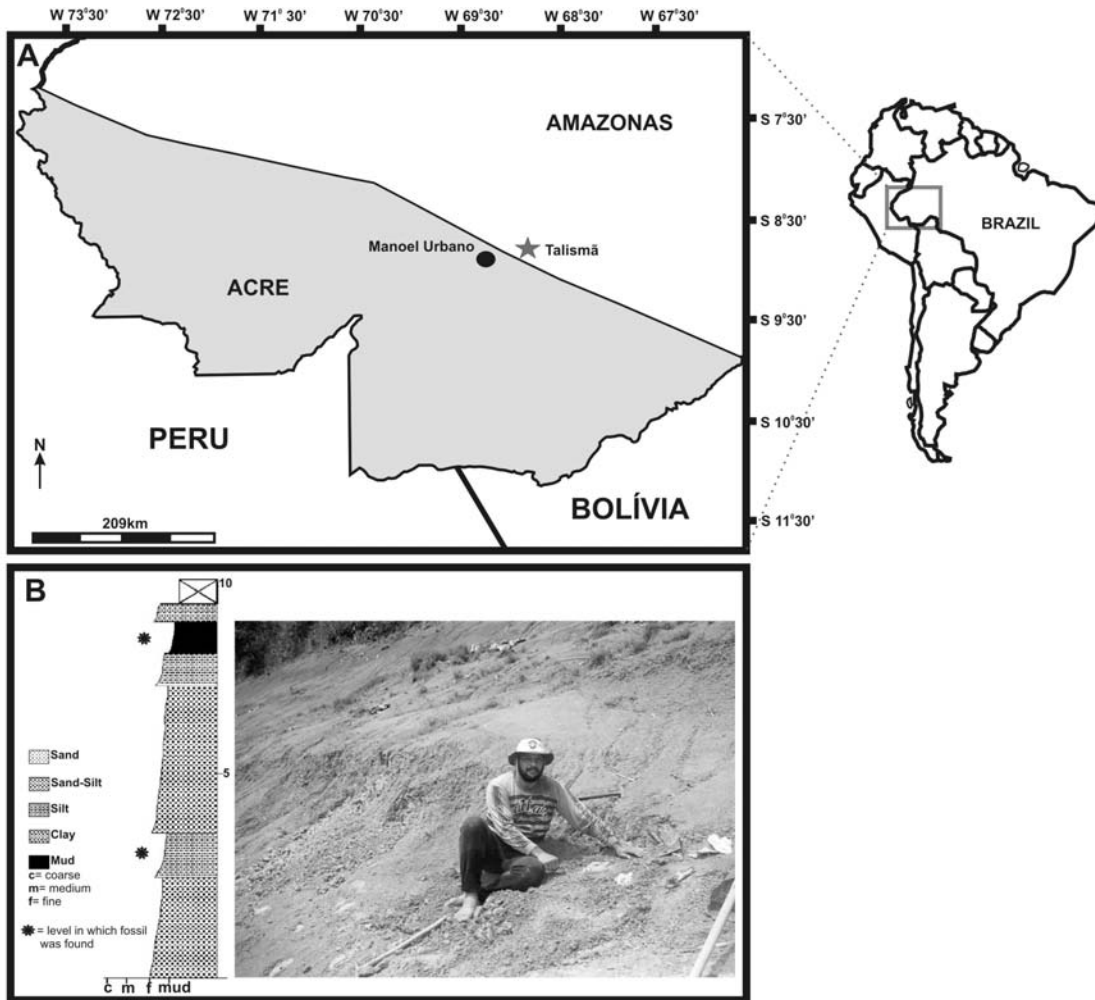 W 73°30' W 72°30' W 71° 30' W 70°30' W 69°30' W 68°30' W 67°30'
A
AMAZONAS
S 7°30'
S 8°30'
Manoel Urbano
Talismã
ACRE
S 9°30'
PERU
S 10°30'
N
BOLÍVIA
S 11°30'
209km
BRAZIL
B
10
5
Sand
Sand-Silt
Silt
Clay
Mud
c= coarse
m= medium
f= fine
= level in which fossil
was found
c m f mud